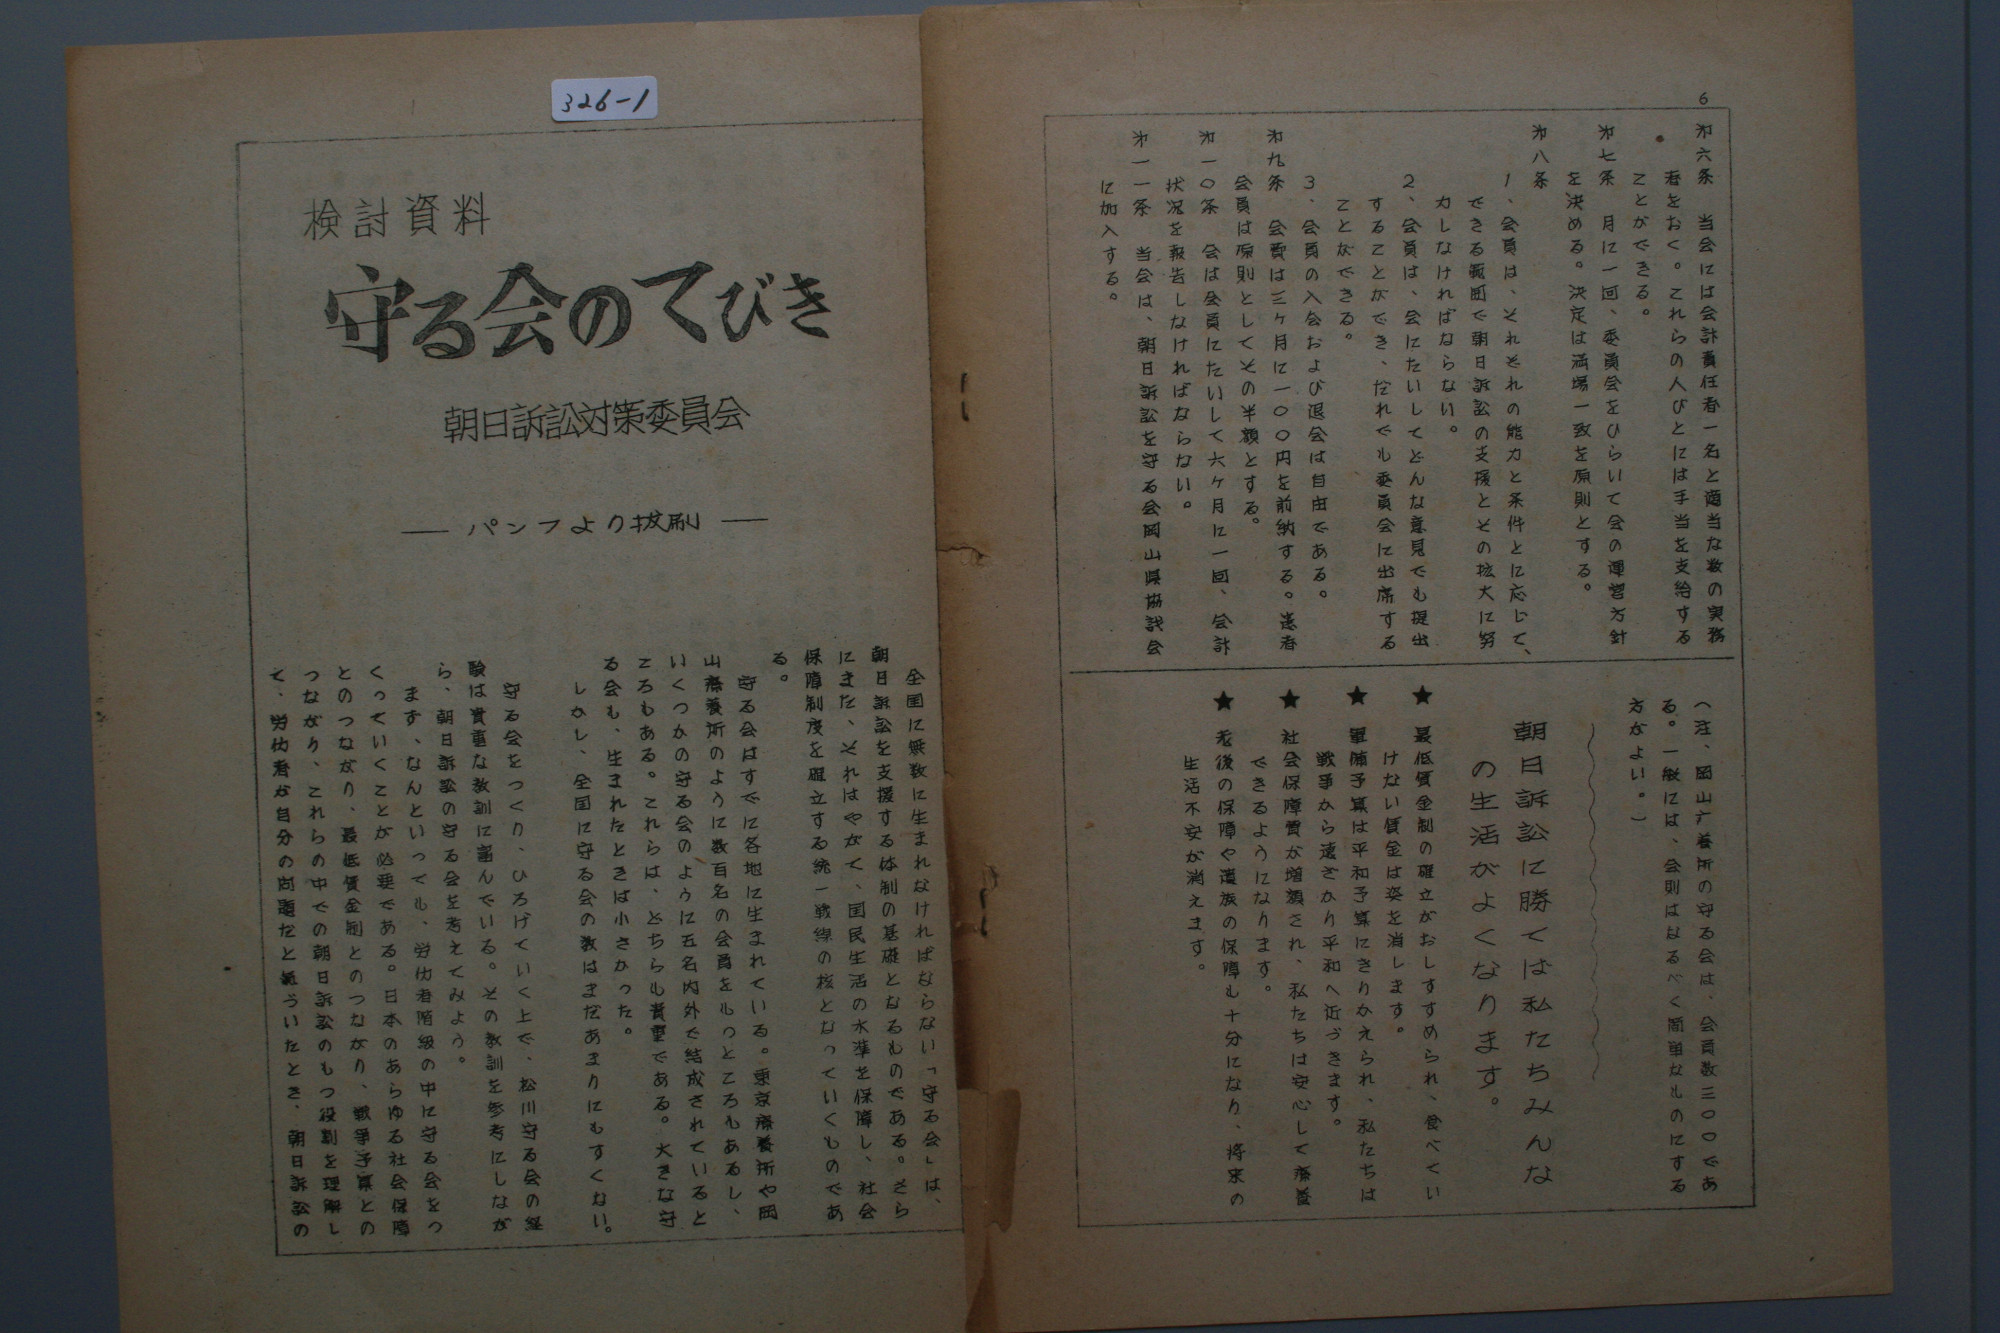 326-1
検討資料
守る会のてびき
朝日訴訟対策委員会
― パンフより抜刷 ―
全国に無数に生まれなければならない「守る会」は、
朝日訴訟を支援する体制の基礎となるものである。さら
にまた、それはやがて、国民生活の水準を保障し、社会
保障制度を確立する統一戦線の核となっていくものであ
る。
守る会はすでに各地に生まれている。東京療養所や岡
山療養所のように数百名の会員をもつところもあるし、
いくつかの守る会のように五名内外で結成されていると
ころもある。これらは、どちらも貴重である。大きな守
る会も、生まれたときは小さかった。
しかし、全国に守る会の数はまだあまりにもすくない。
守る会をつくり、ひろげていく上で、松川守る会の経
験は貴重な教訓に富んでいる。その教訓を参考にしなが
ら、朝日訴訟の守る会を考えてみよう。
まず、なんといっても、労仂者階級の中に守る会をつ
くっていくことが必要である。日本のあらゆる社会保障
とのつながり、最低賃金制とのつながり、戦争予算との
つながり、これらの中での朝日訴訟のもつ役割を理解し
て、労仂者が自分の問題だと気づいたとき、朝日訴訟の
6
第六条 当会には会計責任者一名と適当な数の実務
者をおく。これらの人びとには手当を支給する
ことができる。
第七条 月に一回、委員会をひらいて会の運営方針
を決める。決定は満場一致を原則とする。
第八条
1、会員は、それぞれの能力と条件とに応じて、
できる範囲で朝日訴訟の支援とその拡大に努
力しなければならない。
2、会員は、会にたいしてどんな意見でも提出
することができ、だれでも委員会に出席する
ことができる。
3、会員の入会および退会は自由である。
第九条 会費は三ヶ月に一〇〇円を前納する。患者
会員は原則としてその半額とする。
第一〇条 会は会員にたいして六ヶ月に一回、会計
状況を報告しなければならない。
第一一条 当会は、朝日訴訟を守る会岡山県協議会
に加入する。
(注、岡山療養所の守る会は、会員数三〇〇であ
る。一般には、会則はなるべく簡単なものにする
方がよい。)
朝日訴訟に勝ては私たちみんな
の生活がよくなります。
★ 最低賃金制の確立がおしすすめられ、食べてい
けない賃金は姿を消します。
★ 軍備予算は平和予算にきりかえられ、私たちは
戦争から遠ざかり平和へ近づきます。
★ 社会保障費が増額され、私たちは安心して療養
できるようになります。
★ 老後の保障や遺族の保障も十分になり、将来の
生活不安が消えます。